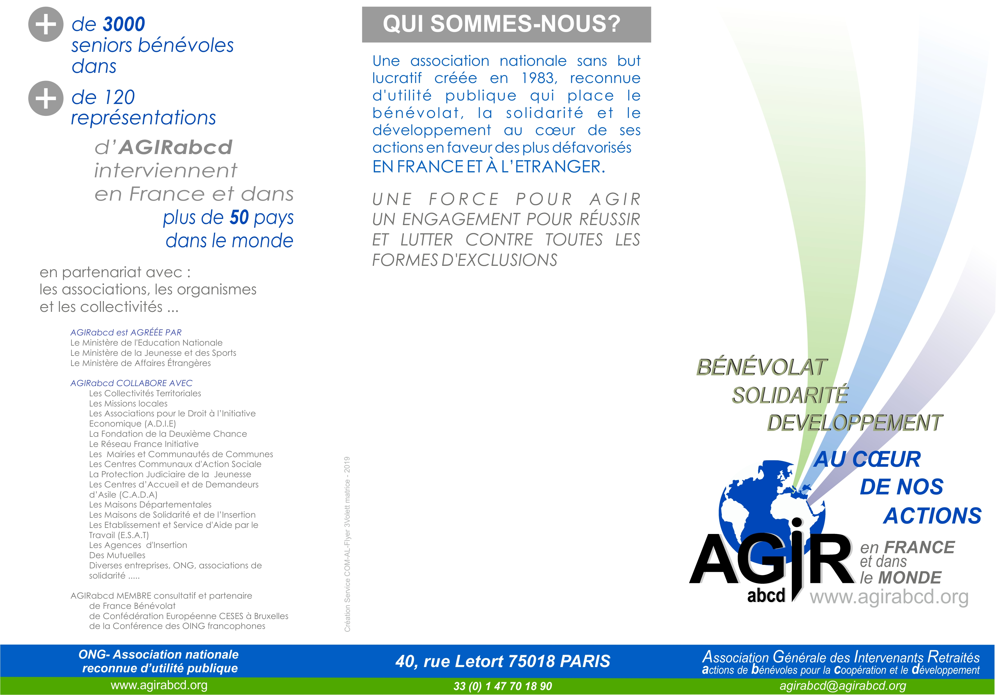 + de 3000
seniors bénévoles
dans
+ de 120
représentations
d’AGIRabcd
interviennent
en France et dans
plus de 50 pays
dans le monde
en partenariat avec :
les associations, les organismes
et les collectivités ...
AGIRabcd est AGRÉÉE PAR
Le Ministère de l'Education Nationale
Le Ministère de la Jeunesse et des Sports
Le Ministère de Affaires Étrangères
AGIRabcd COLLABORE AVEC
Les Collectivités Territoriales
Les Missions locales
Les Associations pour le Droit à l’Initiative
Economique (A.D.I.E)
La Fondation de la Deuxième Chance
Le Réseau France Initiative
Les Mairies et Communautés de Communes
Les Centres Communaux d'Action Sociale
La Protection Judiciaire de la Jeunesse
Les Centres d’Accueil et de Demandeurs
d’Asile (C.A.D.A)
Les Maisons Départementales
Les Maisons de Solidarité et de l’Insertion
Les Etablissement et Service d'Aide par le
Travail (E.S.A.T)
Les Agences d'Insertion
Des Mutuelles
Diverses entreprises, ONG, associations de
solidarité .....
AGIRabcd MEMBRE consultatif et partenaire
de France Bénévolat
de Confédération Européenne CESES à Bruxelles
de la Conférence des OING francophones
ONG- Association nationale
reconnue d’utilité publique
www.agirabcd.org
Création Service COM-AL-Flyer 3Volett matrice - 2019
QUI SOMMES-NOUS?
Une association nationale sans but
lucratif créée en 1983, reconnue
d'utilité publique qui place le
bénévolat, la solidarité et le
développement au cœur de ses
actions en faveur des plus défavorisés
EN FRANCE ET À L’ETRANGER.
UNE FORCE POUR AGIR
UN ENGAGEMENT POUR RÉUSSIR
ET LUTTER CONTRE TOUTES LES
FORMES D'EXCLUSIONS
40, rue Letort 75018 PARIS
33 (0) 1 47 70 18 90
BÉNÉVOLAT
SOLIDARITÉ
DEVELOPPEMENT
AU CŒUR
DE NOS
ACTIONS
AGiR
abcd
en FRANCE
et dans
le MONDE
www.agirabcd.org
Association Générale des Intervenants Retraités
actions de bénévoles pour la coopération et le développement
agirabcd@agirabcd.org